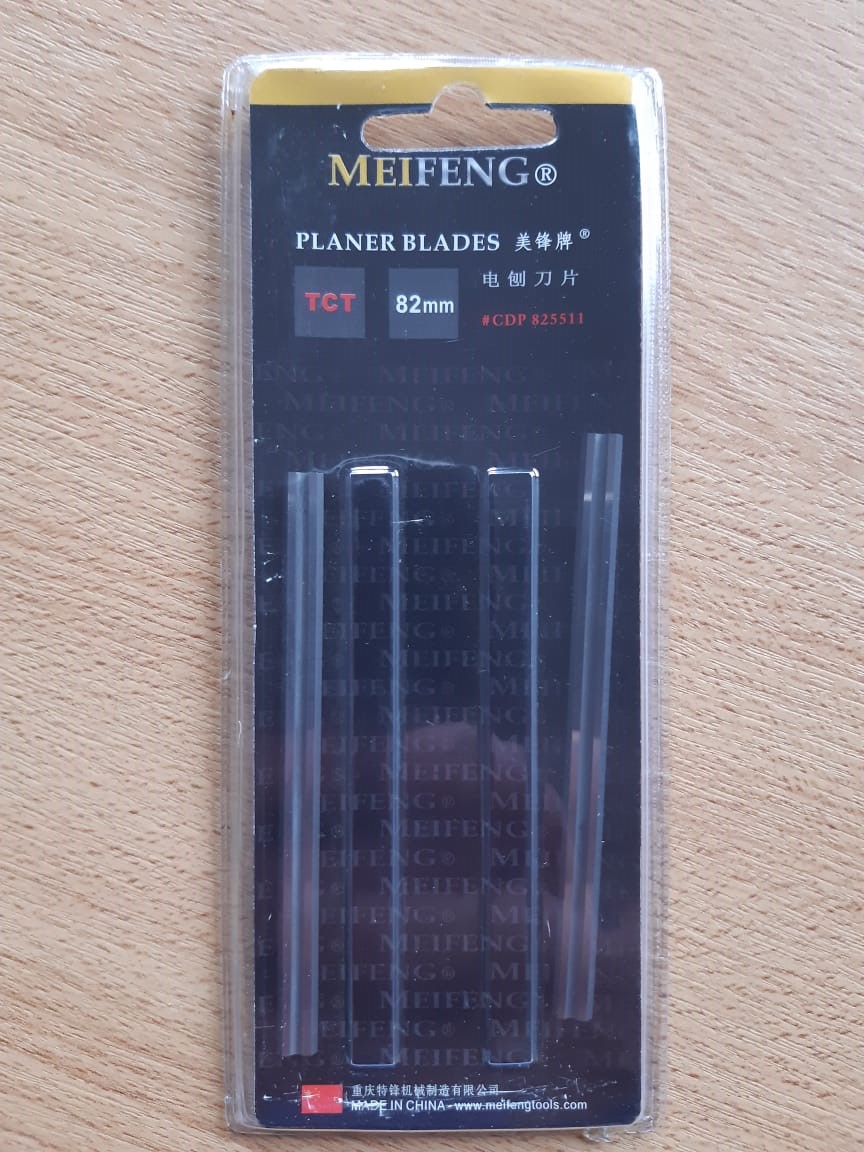 MEIFENG®
PLANER BLADES 美锋牌®
电刨刀片
TCT 82mm
#CDP 825511
重庆特锋机械制造有限公司
MADE IN CHINA - www.meifengtools.com